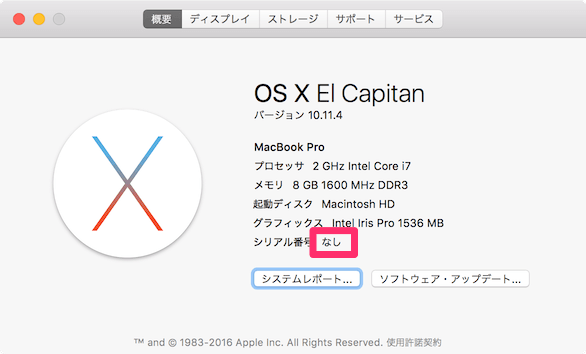 概要 ディスプレイ ストレージ サポート サービス
OS X El Capitan
バージョン 10.11.4
MacBook Pro
プロセッサ 2 GHz Intel Core i7
メモリ 8 GB 1600 MHz DDR3
起動ディスク Macintosh HD
グラフィックス Intel Iris Pro 1536 MB
シリアル番号 なし
システムレポート... ソフトウェア・アップデート...
™ and © 1983-2016 Apple Inc. All Rights Reserved. 使用許諾契約